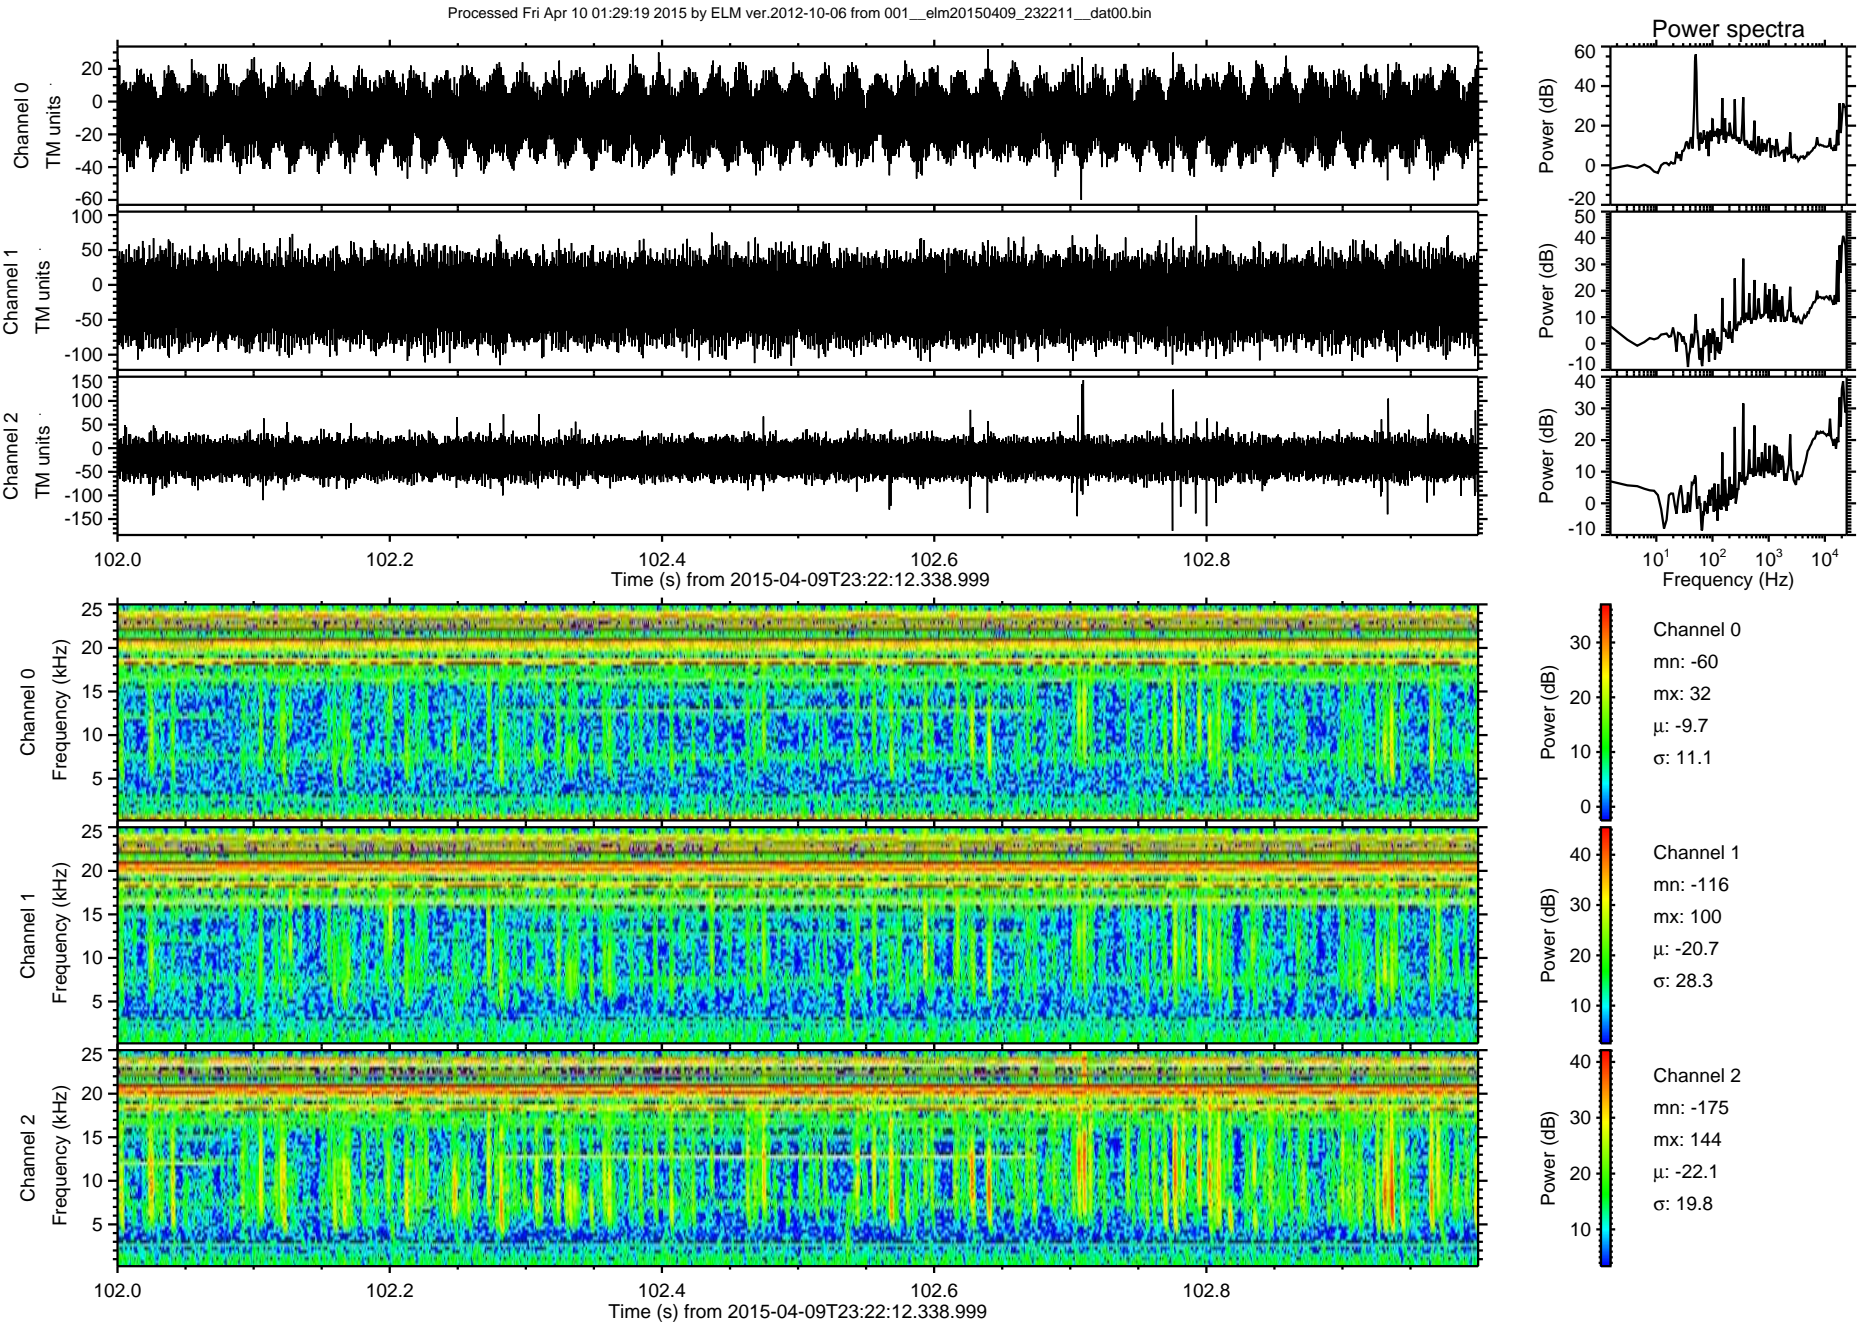 Processed Fri Apr 10 01:29:19 2015 by ELM ver.2012-10-06 from 001__elm20150409_232211__dat00.bin
Power spectra
Channel 0
TM units
20
0
-20
-40
-60
Power (dB)
60
40
20
0
-20
Channel 1
TM units
100
50
0
-50
-100
Power (dB)
50
40
30
20
10
0
-10
Channel 2
TM units
150
100
50
0
-50
-100
-150
Power (dB)
40
30
20
10
0
-10
102.0 102.2 102.4 102.6 102.8
Time (s) from 2015-04-09T23:22:12.338.999
10^1 10^2 10^3 10^4
Frequency (Hz)
Channel 0
Frequency (kHz)
25
20
15
10
5
Power (dB)
30
20
10
0
Channel 0
mn: -60
mx: 32
μ: -9.7
σ: 11.1
Channel 1
Frequency (kHz)
25
20
15
10
5
Power (dB)
40
30
20
10
Channel 1
mn: -116
mx: 100
μ: -20.7
σ: 28.3
Channel 2
Frequency (kHz)
25
20
15
10
5
Power (dB)
40
30
20
10
Channel 2
mn: -175
mx: 144
μ: -22.1
σ: 19.8
102.0 102.2 102.4 102.6 102.8
Time (s) from 2015-04-09T23:22:12.338.999